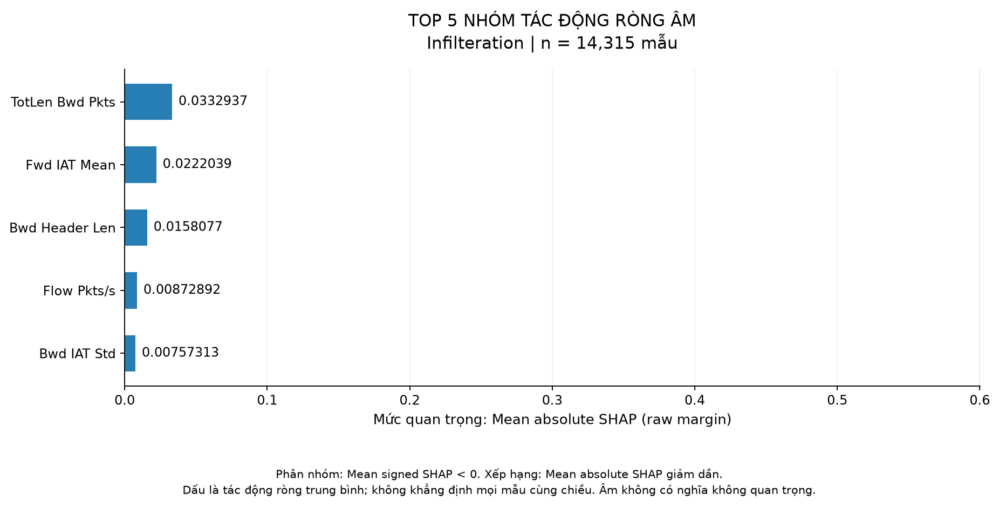 TOP 5 NHÓM TÁC ĐỘNG RÒNG ÂM
Infilteration | n = 14,315 mẫu
TotLen Bwd Pkts 0.0332937
Fwd IAT Mean 0.0222039
Bwd Header Len 0.0158077
Flow Pkts/s 0.00872892
Bwd IAT Std 0.00757313
0.0 0.1 0.2 0.3 0.4 0.5 0.6
Mức quan trọng: Mean absolute SHAP (raw margin)
Phân nhóm: Mean signed SHAP < 0. Xếp hạng: Mean absolute SHAP giảm dần.
Dấu là tác động ròng trung bình; không khẳng định mọi mẫu cùng chiều. Âm không có nghĩa không quan trọng.